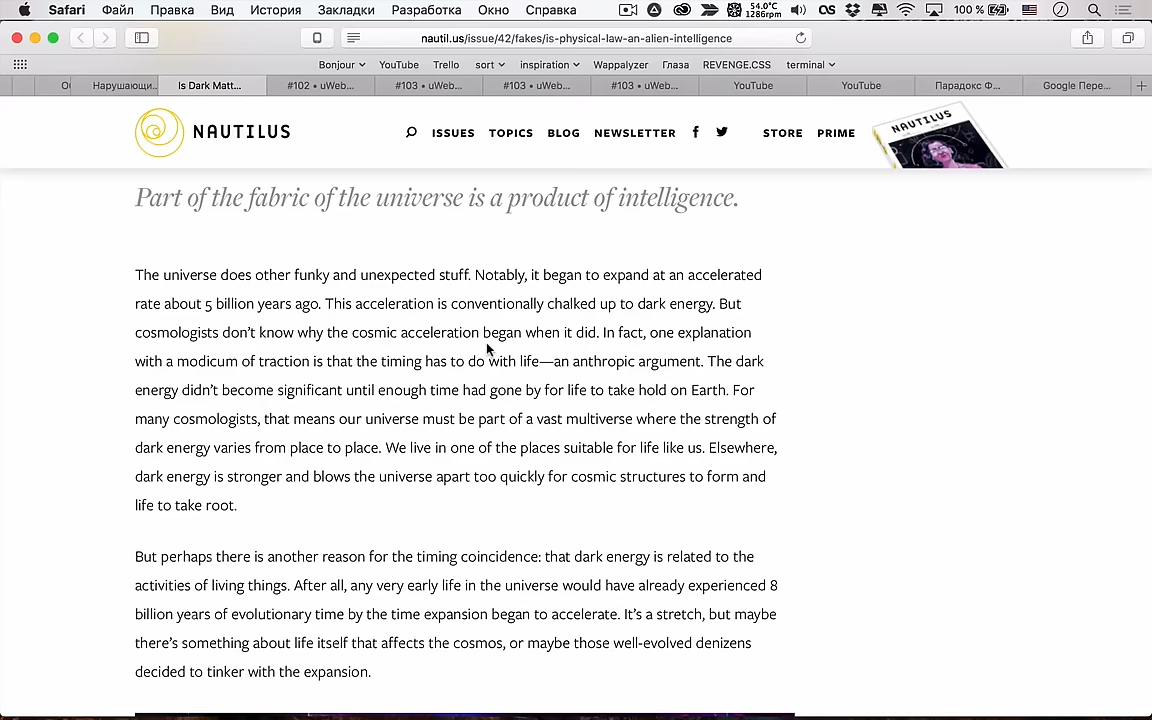 Safari Файл Правка Вид История Закладки Разработка Окно Справка 54.0°C 1286rpm 100 %
nautil.us/issue/42/fakes/is-physical-law-an-alien-intelligence
Bonjour YouTube Trello sort inspiration Wappalyzer Глаза REVENGE.CSS terminal
Нарушающи... Is Dark Matt... #102 • uWeb... #103 • uWeb... #103 • uWeb... #103 • uWeb... YouTube YouTube Парадокс Ф... Google Пере...
NAUTILUS ISSUES TOPICS BLOG NEWSLETTER STORE PRIME NAUTILUS
Part of the fabric of the universe is a product of intelligence.
The universe does other funky and unexpected stuff. Notably, it began to expand at an accelerated
rate about 5 billion years ago. This acceleration is conventionally chalked up to dark energy. But
cosmologists don’t know why the cosmic acceleration began when it did. In fact, one explanation
with a modicum of traction is that the timing has to do with life—an anthropic argument. The dark
energy didn’t become significant until enough time had gone by for life to take hold on Earth. For
many cosmologists, that means our universe must be part of a vast multiverse where the strength of
dark energy varies from place to place. We live in one of the places suitable for life like us. Elsewhere,
dark energy is stronger and blows the universe apart too quickly for cosmic structures to form and
life to take root.
But perhaps there is another reason for the timing coincidence: that dark energy is related to the
activities of living things. After all, any very early life in the universe would have already experienced 8
billion years of evolutionary time by the time expansion began to accelerate. It’s a stretch, but maybe
there’s something about life itself that affects the cosmos, or maybe those well-evolved denizens
decided to tinker with the expansion.